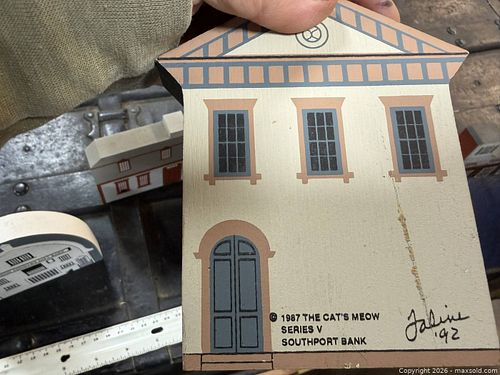 © 1987 THE CAT'S MEOW
SERIES V
SOUTHPORT BANK
Faline
'92
Copyright 2026 - maxsold.com